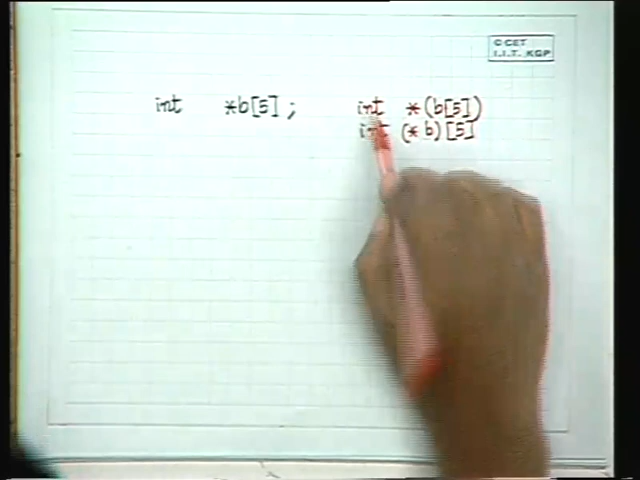 © CET
I.I.T. KGP
int *b[5] ; int *(b[5])
int (* b)[5]